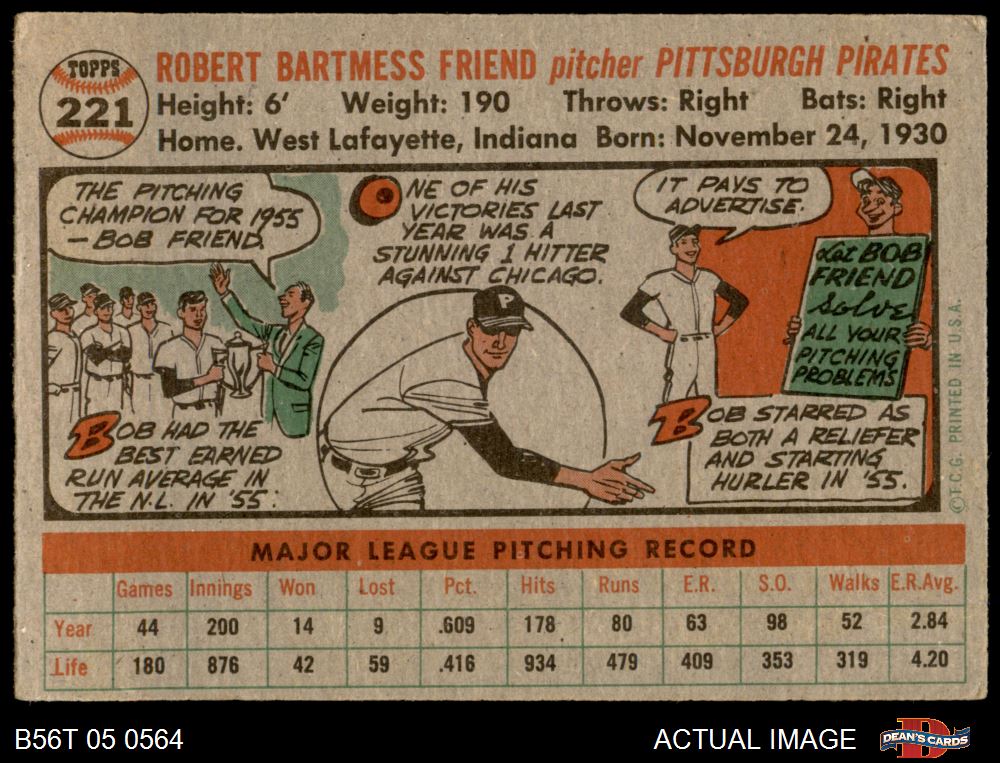 TOPPS
221
ROBERT BARTMESS FRIEND pitcher PITTSBURGH PIRATES
Height: 6' Weight: 190 Throws: Right Bats: Right
Home. West Lafayette, Indiana Born: November 24, 1930
THE PITCHING
CHAMPION FOR 1955
— BOB FRIEND.
BOB HAD THE
BEST EARNED
RUN AVERAGE IN
THE N.L. IN '55.
ONE OF HIS
VICTORIES LAST
YEAR WAS A
STUNNING 1 HITTER
AGAINST CHICAGO.
P
IT PAYS TO
ADVERTISE.
Let BOB
FRIEND
Solve
ALL YOUR
PITCHING
PROBLEMS
BOB STARRED AS
BOTH A RELIEFER
AND STARTING
HURLER IN '55.
© T.C.G. PRINTED IN U.S.A.
MAJOR LEAGUE PITCHING RECORD
Games Innings Won Lost Pct. Hits Runs E.R. S.O. Walks E.R.Avg.
Year 44 200 14 9 .609 178 80 63 98 52 2.84
Life 180 876 42 59 .416 934 479 409 353 319 4.20
B56T 05 0564
ACTUAL IMAGE
D
DEAN'S CARDS